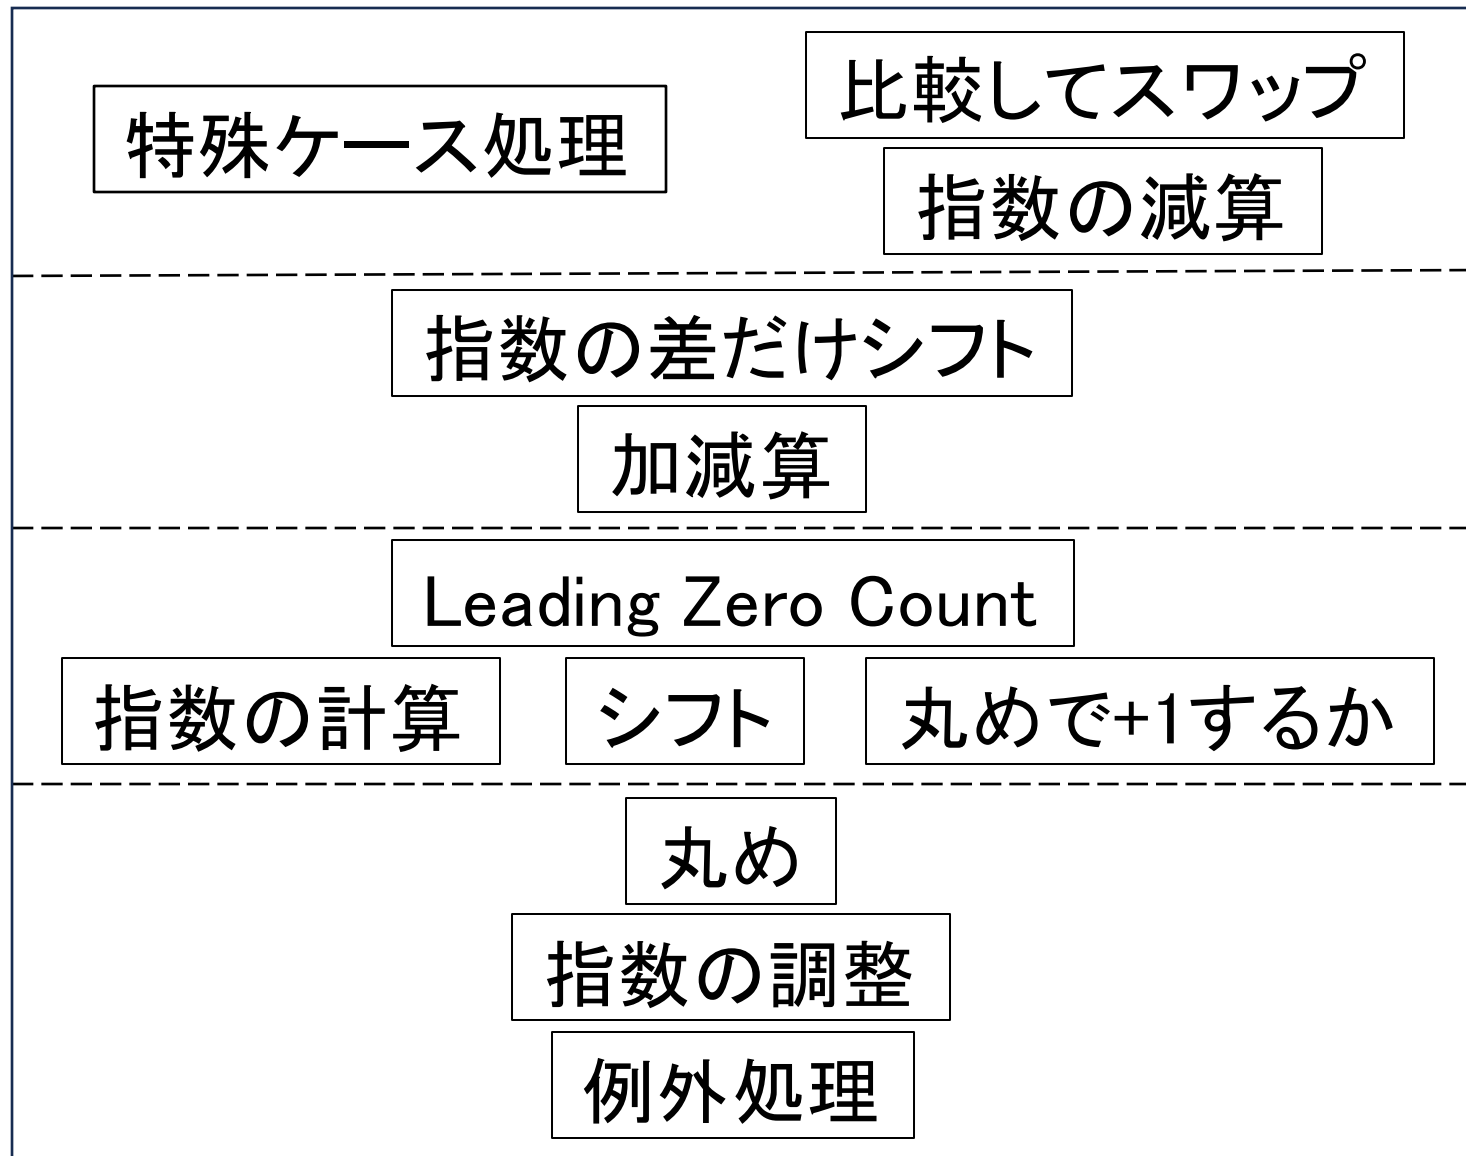 特殊ケース処理
比較してスワップ
指数の減算
指数の差だけシフト
加減算
Leading Zero Count
指数の計算
シフト
丸めで+1するか
丸め
指数の調整
例外処理